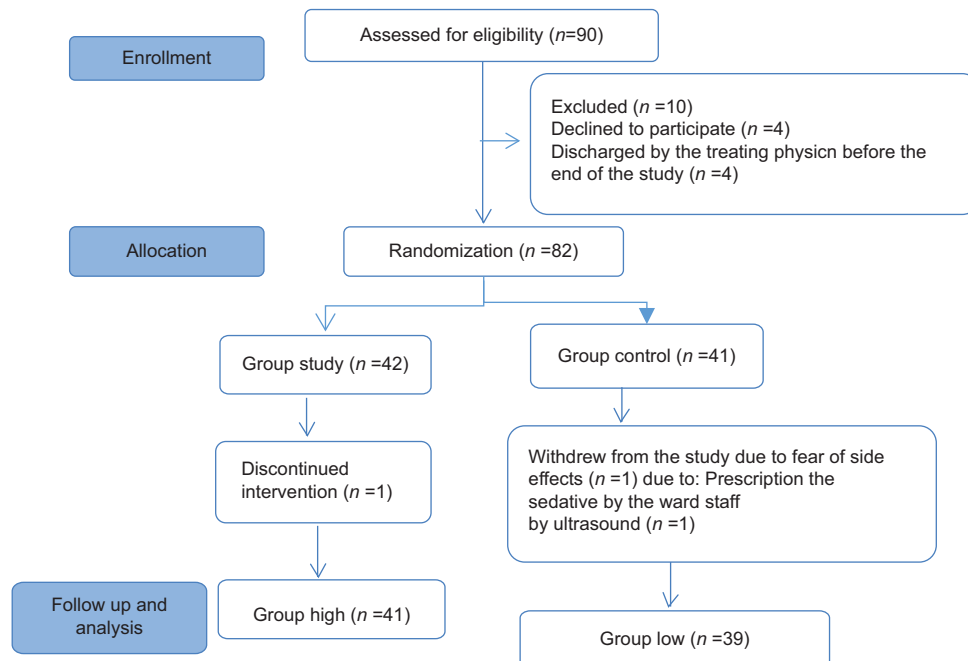 Assessed for eligibility (n=90)
Enrollment
Excluded (n =10)
Declined to participate (n =4)
Discharged by the treating physicn before the
end of the study (n =4)
Allocation
Randomization (n =82)
Group study (n =42)
Group control (n =41)
Discontinued
intervention (n =1)
Withdrew from the study due to fear of side
effects (n =1) due to: Prescription the
sedative by the ward staff
by ultrasound (n =1)
Follow up and
analysis
Group high (n =41)
Group low (n =39)